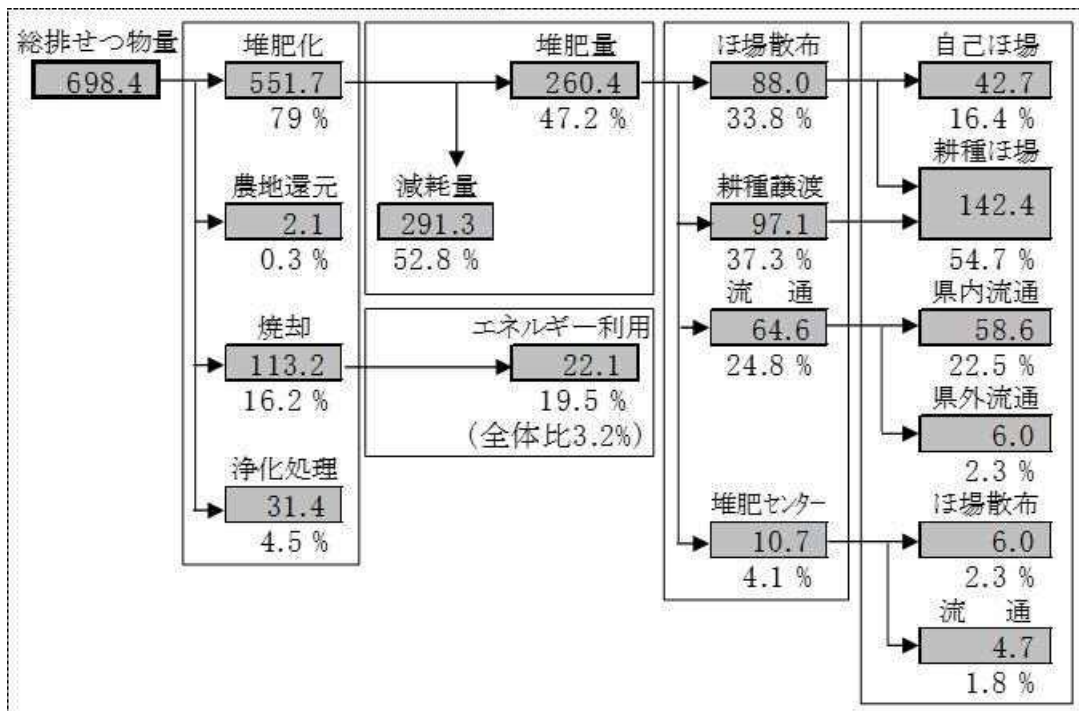 総排せつ物量
698.4
堆肥化
551.7
79 %
農地還元
2.1
0.3 %
焼却
113.2
16.2 %
浄化処理
31.4
4.5 %
堆肥量
260.4
47.2 %
減耗量
291.3
52.8 %
エネルギー利用
22.1
19.5 %
(全体比3.2%)
ほ場散布
88.0
33.8 %
耕種譲渡
97.1
37.3 %
流　通
64.6
24.8 %
堆肥センター
10.7
4.1 %
自己ほ場
42.7
16.4 %
耕種ほ場
142.4
54.7 %
県内流通
58.6
22.5 %
県外流通
6.0
2.3 %
ほ場散布
6.0
2.3 %
流　通
4.7
1.8 %